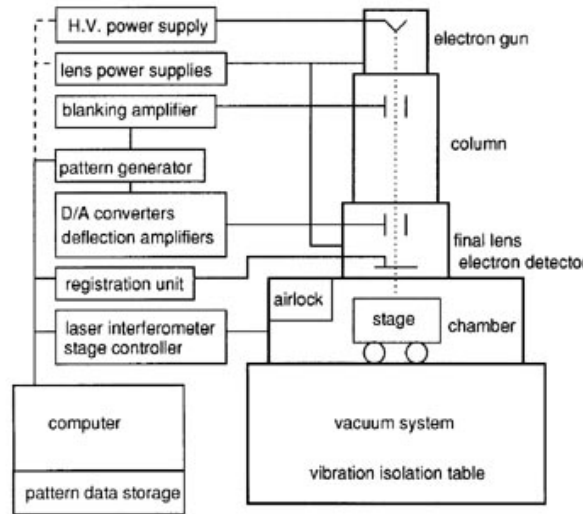 H.V. power supply
electron gun
lens power supplies
blanking amplifier
column
pattern generator
D/A converters
deflection amplifiers
final lens
electron detector
registration unit
airlock
stage
chamber
laser interferometer
stage controller
computer
vacuum system
vibration isolation table
pattern data storage